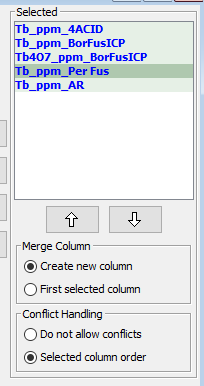 Selected
Tb_ppm_4ACID
Tb_ppm_BorFusICP
Tb4O7_ppm_BorFusICP
Tb_ppm_Per Fus
Tb_ppm_AR
Merge Column
Create new column
First selected column
Conflict Handling
Do not allow conflicts
Selected column order